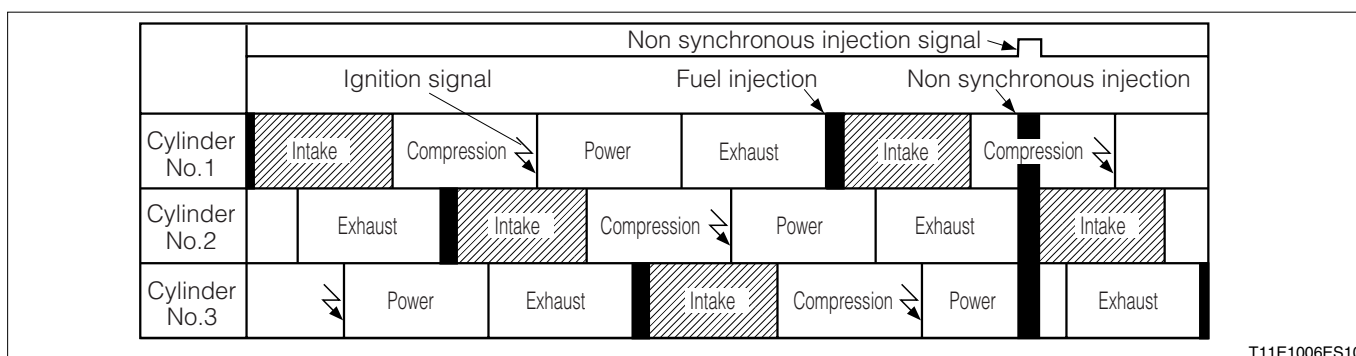 Non synchronous injection signal
Ignition signal Fuel injection Non synchronous injection
Cylinder No.1 Intake Compression Power Exhaust Intake Compression
Cylinder No.2 Exhaust Intake Compression Power Exhaust Intake
Cylinder No.3 Power Exhaust Intake Compression Power Exhaust
T11E1006ES10